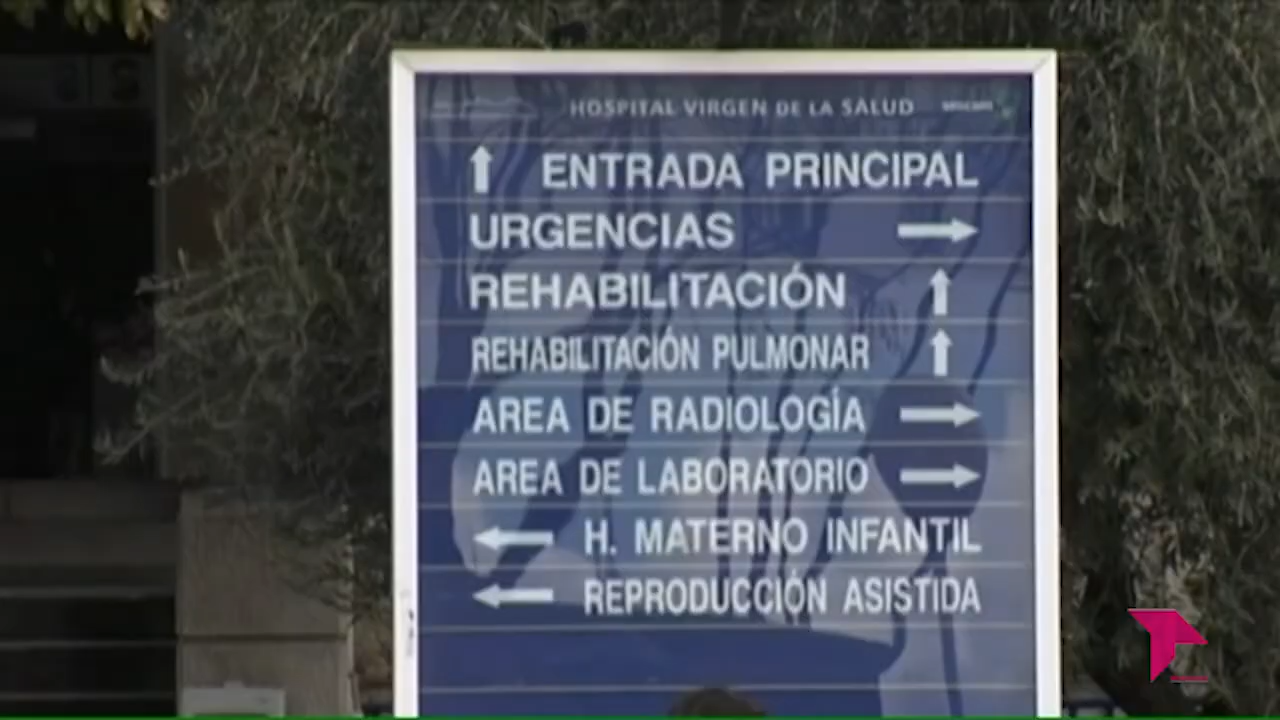 HOSPITAL VIRGEN DE LA SALUD
ENTRADA PRINCIPAL
URGENCIAS
REHABILITACIÓN
REHABILITACIÓN PULMONAR
AREA DE RADIOLOGÍA
AREA DE LABORATORIO
H. MATERNO INFANTIL
REPRODUCCIÓN ASISTIDA